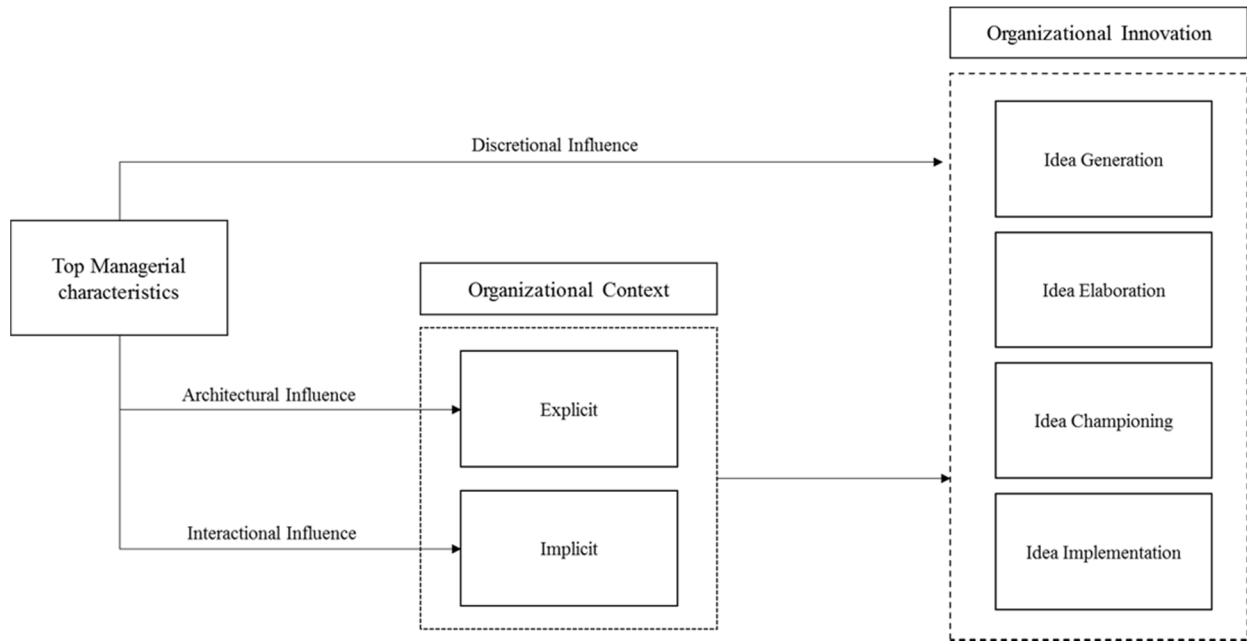 Organizational Innovation
Discretional Influence
Idea Generation
Top Managerial
characteristics
Organizational Context
Idea Elaboration
Architectural Influence
Explicit
Idea Championing
Interactional Influence
Implicit
Idea Implementation